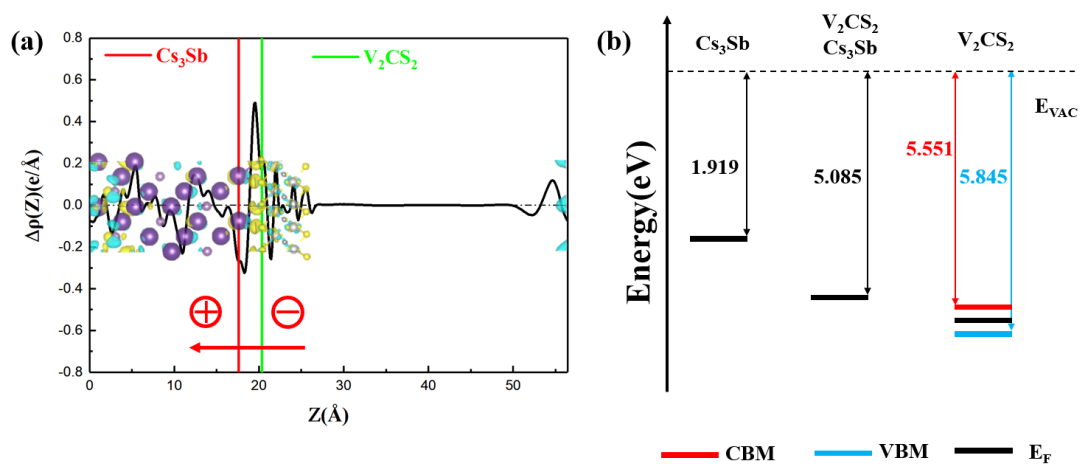 (a)
0.8
0.6
0.4
0.2
0.0
-0.2
-0.4
-0.6
-0.8
Δρ(Z)(e/Å)
Cs₃Sb
V₂CS₂
+
−
0
10
20
30
40
50
Z(Å)
(b)
Energy(eV)
Cs₃Sb
V₂CS₂
Cs₃Sb
V₂CS₂
E_VAC
1.919
5.085
5.551
5.845
CBM
VBM
E_F